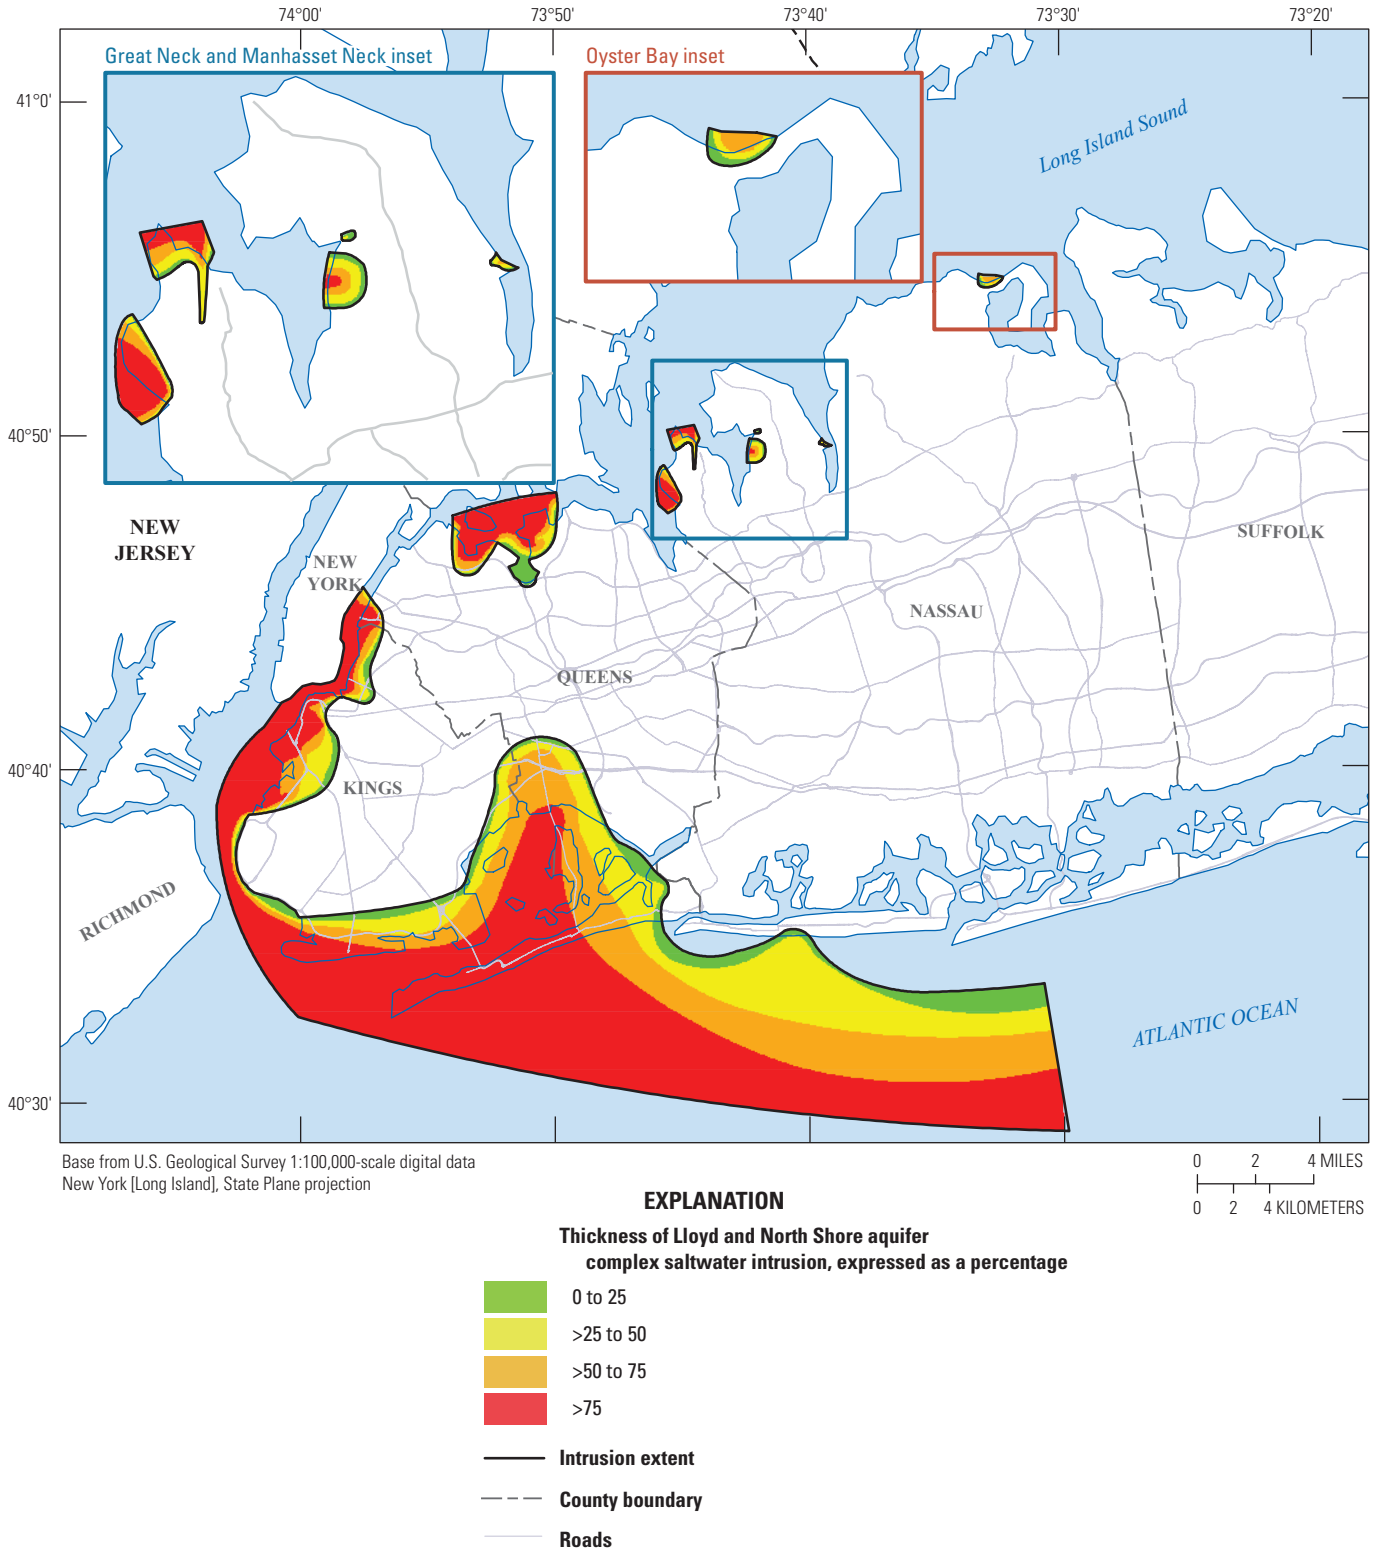 74°00'
73°50'
73°40'
73°30'
73°20'
Great Neck and Manhasset Neck inset
Oyster Bay inset
41°0'
Long Island Sound
40°50'
NEW
JERSEY
NEW
YORK
SUFFOLK
NASSAU
QUEENS
40°40'
KINGS
RICHMOND
ATLANTIC OCEAN
40°30'
Base from U.S. Geological Survey 1:100,000-scale digital data
New York [Long Island], State Plane projection
0 2 4 MILES
0 2 4 KILOMETERS
EXPLANATION
Thickness of Lloyd and North Shore aquifer
complex saltwater intrusion, expressed as a percentage
0 to 25
>25 to 50
>50 to 75
>75
Intrusion extent
County boundary
Roads